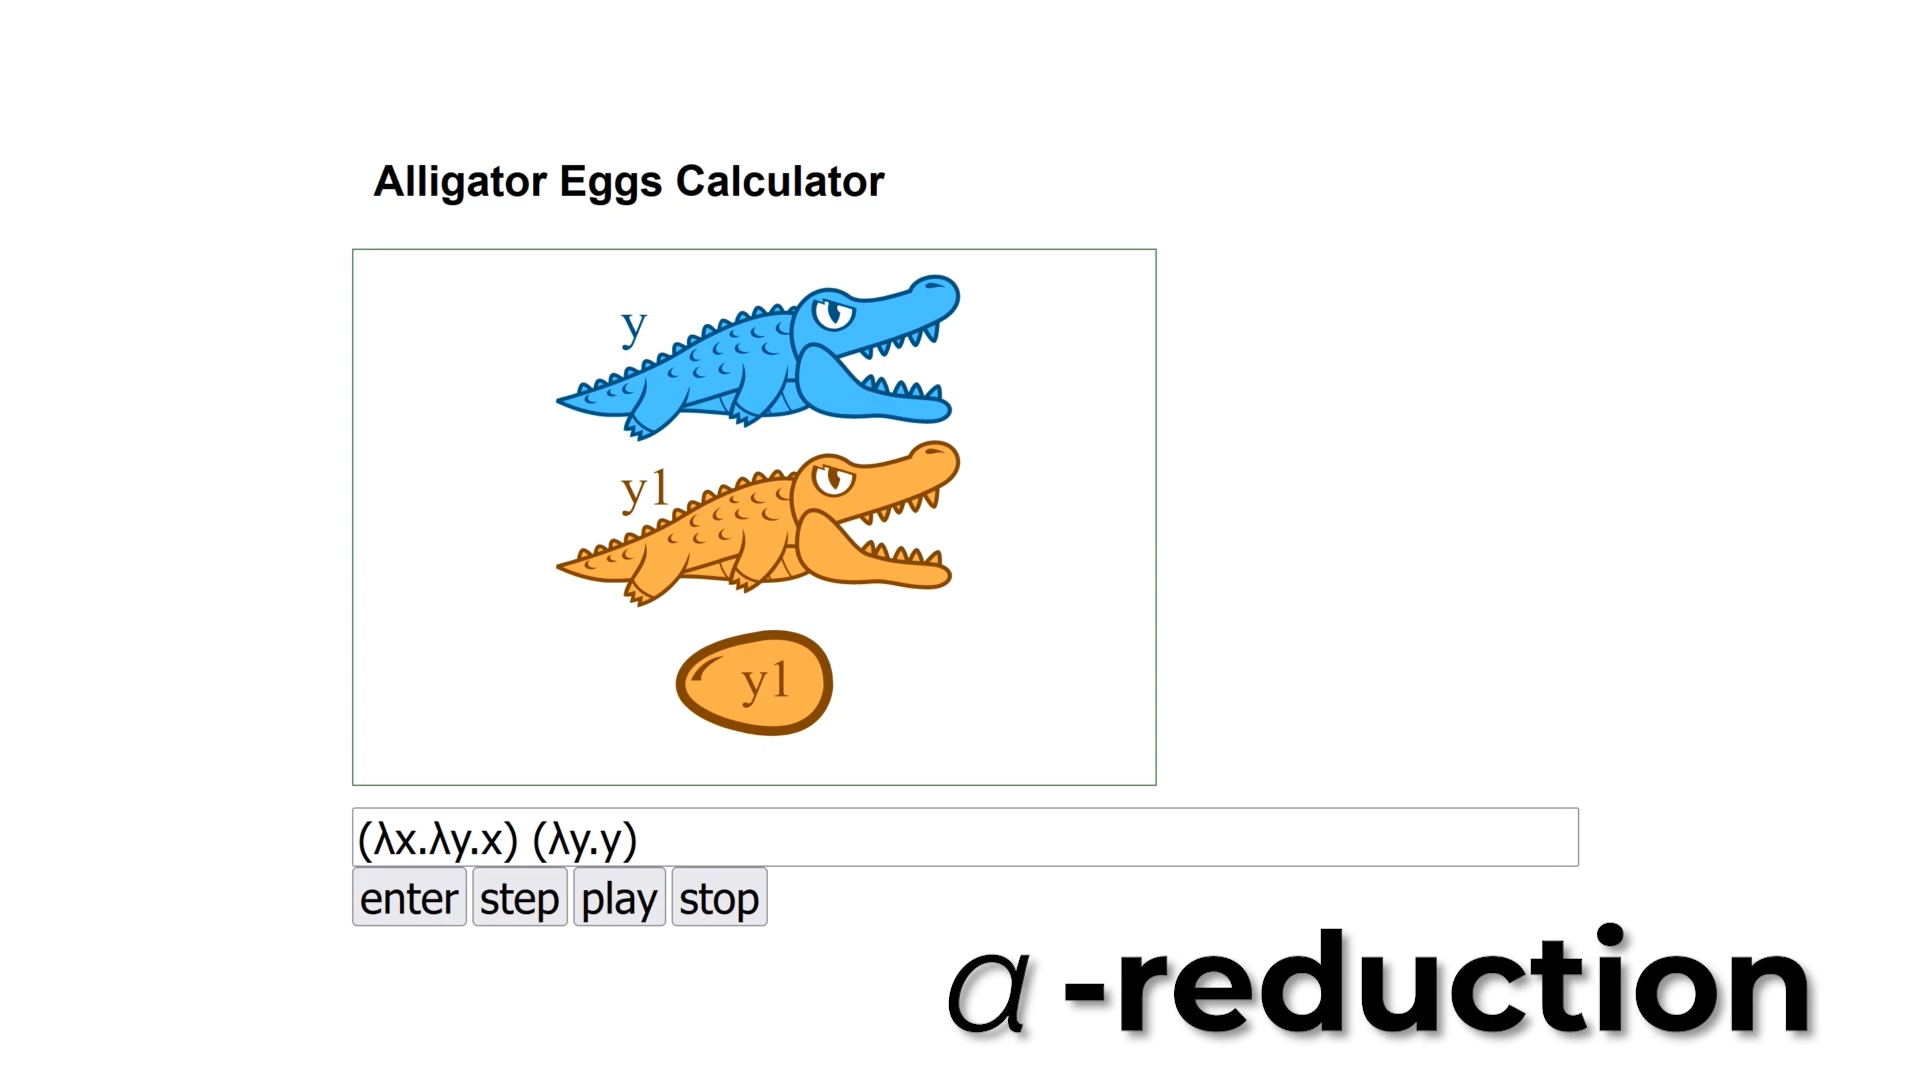 Alligator Eggs Calculator
y
y1
y1
(λx.λy.x) (λy.y)
enter step play stop
α -reduction